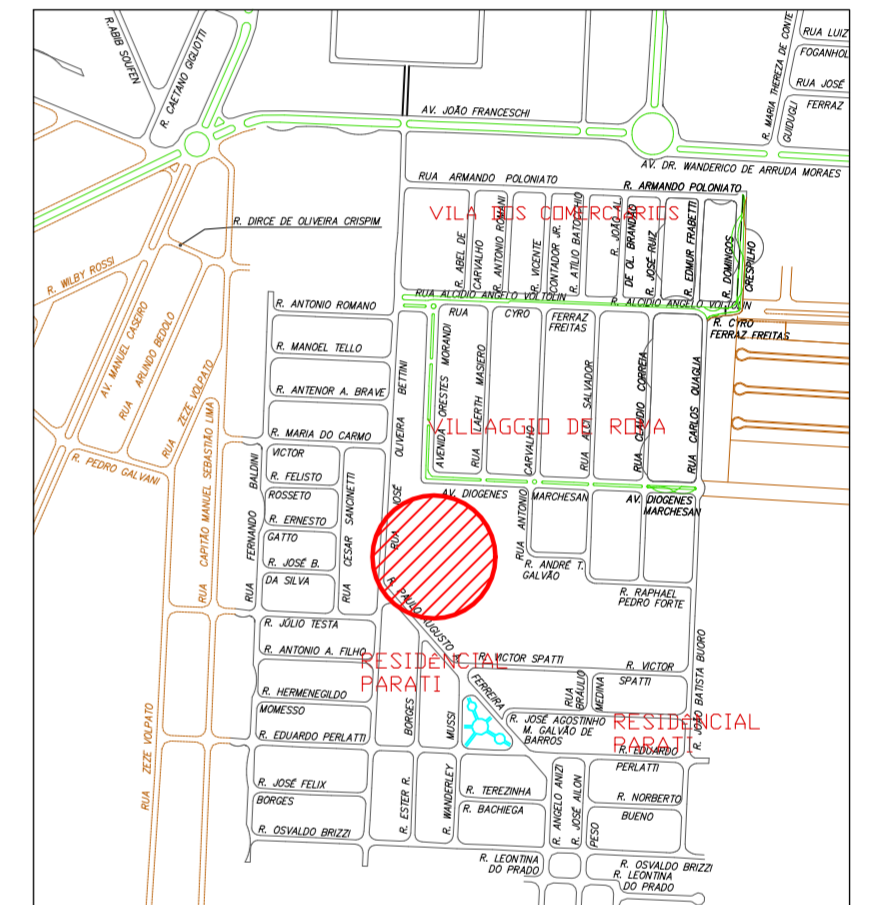 R.ABIB SOUFEN
R. CAETANO GIGLIOTTI
R. MARIA THEREZA DE CONTE
GUIDUGLI
RUA LUIZ
FOGANHOL
RUA JOSÉ
FERRAZ
AV. JOÃO FRANCESCHI
AV. DR. WANDERICO DE ARRUDA MORAES
RUA ARMANDO POLONIATO
R. ARMANDO POLONIATO
R. DIRCE DE OLIVEIRA CRISPIM
VILA DOS COMERCIÁRIOS
R. ABEL DE
CARVALHO
R. ANTONIO ROMANI
R. VICENTE
CONTADOR JR.
R. ATÍLIO BATOCCHIO
R. JOÃO AL.
DE OL. BRANDÃO
R. JOSÉ RUIZ
R. EDMUR FRABETTI
R. DOMINGOS
CRESPILHO
R. WILBY ROSSI
AV. MANUEL CASEIRO
RUA ARLINDO BEDOLO
RUA ZEZE VOLPATO
R. PEDRO GALVANI
RUA CAPITÃO MANUEL SEBASTIÃO LIMA
RUA ALCIDIO ANGELO VOLTOLIN
R. ALCIDIO ANGELO VOLTOLIN
R. CYRO
FERRAZ FREITAS
R. ANTONIO ROMANO
R. MANOEL TELLO
R. ANTENOR A. BRAVE
R. MARIA DO CARMO
RUA
CYRO
FERRAZ
FREITAS
OLIVEIRA BETTINI
AVENIDA ORESTES MORANDI
RUA LAERTH MASIERO
CARVALHO
RUA ALCI SALVADOR
RUA CLAUDIO CORREIA
RUA CARLOS QUAGLIA
VILLAGGIO DE ROMA
VICTOR
R. FELISTO
ROSSETO
R. ERNESTO
GATTO
R. JOSÉ B.
DA SILVA
RUA FERNANDO BALDINI
RUA CESAR SANCINETTI
RUA JOSÉ
AV. DIOGENES
MARCHESAN
AV. DIOGENES
MARCHESAN
RUA ANTONIO
R. ANDRÉ T.
GALVÃO
R. RAPHAEL
PEDRO FORTE
R. PAULO AUGUSTO
R. JÚLIO TESTA
R. ANTONIO A. FILHO
RESIDÊNCIAL
PARATI
R. VICTOR SPATTI
R. VICTOR
SPATTI
R. JOÃO BATISTA BUORO
R. HERMENEGILDO
MOMESSO
R. EDUARDO PERLATTI
BORGES
MUSSI
FERREIRA
RUA
BRÁULIO
MEDINA
R. JOSÉ AGOSTINHO
M. GALVÃO DE
BARROS
RESIDÊNCIAL
PARATI
R. EDUARDO
PERLATTI
RUA ZEZE VOLPATO
R. JOSÉ FELIX
BORGES
R. OSVALDO BRIZZI
R. ESTER R.
R. WANDERLEY
R. TEREZINHA
R. BACHIEGA
R. ANGELO ANIZI
R. JOSÉ AILON
PESO
R. NORBERTO
BUENO
R. LEONTINA
DO PRADO
R. OSVALDO BRIZZI
R. LEONTINA
DO PRADO